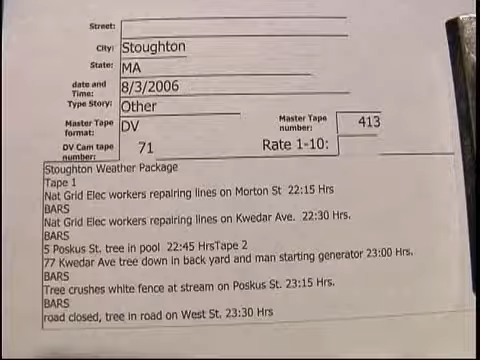 Street:
City: Stoughton
State: MA
date and Time: 8/3/2006
Type Story: Other
Master Tape format: DV Master Tape number: 413
DV Cam tape number: 71 Rate 1-10:
Stoughton Weather Package
Tape 1
Nat Grid Elec workers repairing lines on Morton St 22:15 Hrs
BARS
Nat Grid Elec workers repairing lines on Kwedar Ave. 22:30 Hrs.
BARS
5 Poskus St. tree in pool 22:45 HrsTape 2
77 Kwedar Ave tree down in back yard and man starting generator 23:00 Hrs.
BARS
Tree crushes white fence at stream on Poskus St. 23:15 Hrs.
BARS
road closed, tree in road on West St. 23:30 Hrs